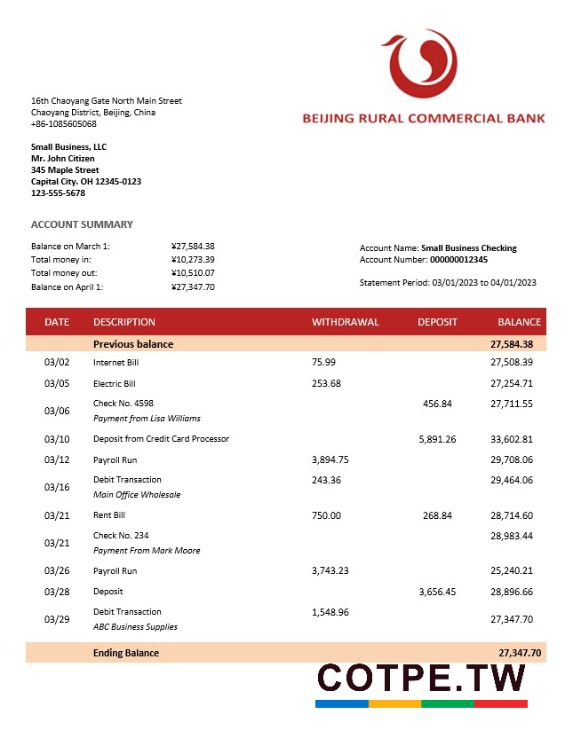 BEIJING RURAL COMMERCIAL BANK
16th Chaoyang Gate North Main Street
Chaoyang District, Beijing, China
+86-1085605068
Small Business, LLC
Mr. John Citizen
345 Maple Street
Capital City. OH 12345-0123
123-555-5678
ACCOUNT SUMMARY
Balance on March 1: ¥27,584.38
Total money in: ¥10,273.39
Total money out: ¥10,510.07
Balance on April 1: ¥27,347.70
Account Name: Small Business Checking
Account Number: 000000012345
Statement Period: 03/01/2023 to 04/01/2023
DATE DESCRIPTION WITHDRAWAL DEPOSIT BALANCE
Previous balance 27,584.38
03/02 Internet Bill 75.99 27,508.39
03/05 Electric Bill 253.68 27,254.71
03/06 Check No. 4598 456.84 27,711.55
Payment from Lisa Williams
03/10 Deposit from Credit Card Processor 5,891.26 33,602.81
03/12 Payroll Run 3,894.75 29,708.06
03/16 Debit Transaction 243.36 29,464.06
Main Office Wholesale
03/21 Rent Bill 750.00 268.84 28,714.60
03/21 Check No. 234 28,983.44
Payment From Mark Moore
03/26 Payroll Run 3,743.23 25,240.21
03/28 Deposit 3,656.45 28,896.66
03/29 Debit Transaction 1,548.96 27,347.70
ABC Business Supplies
Ending Balance 27,347.70
COTPE.TW